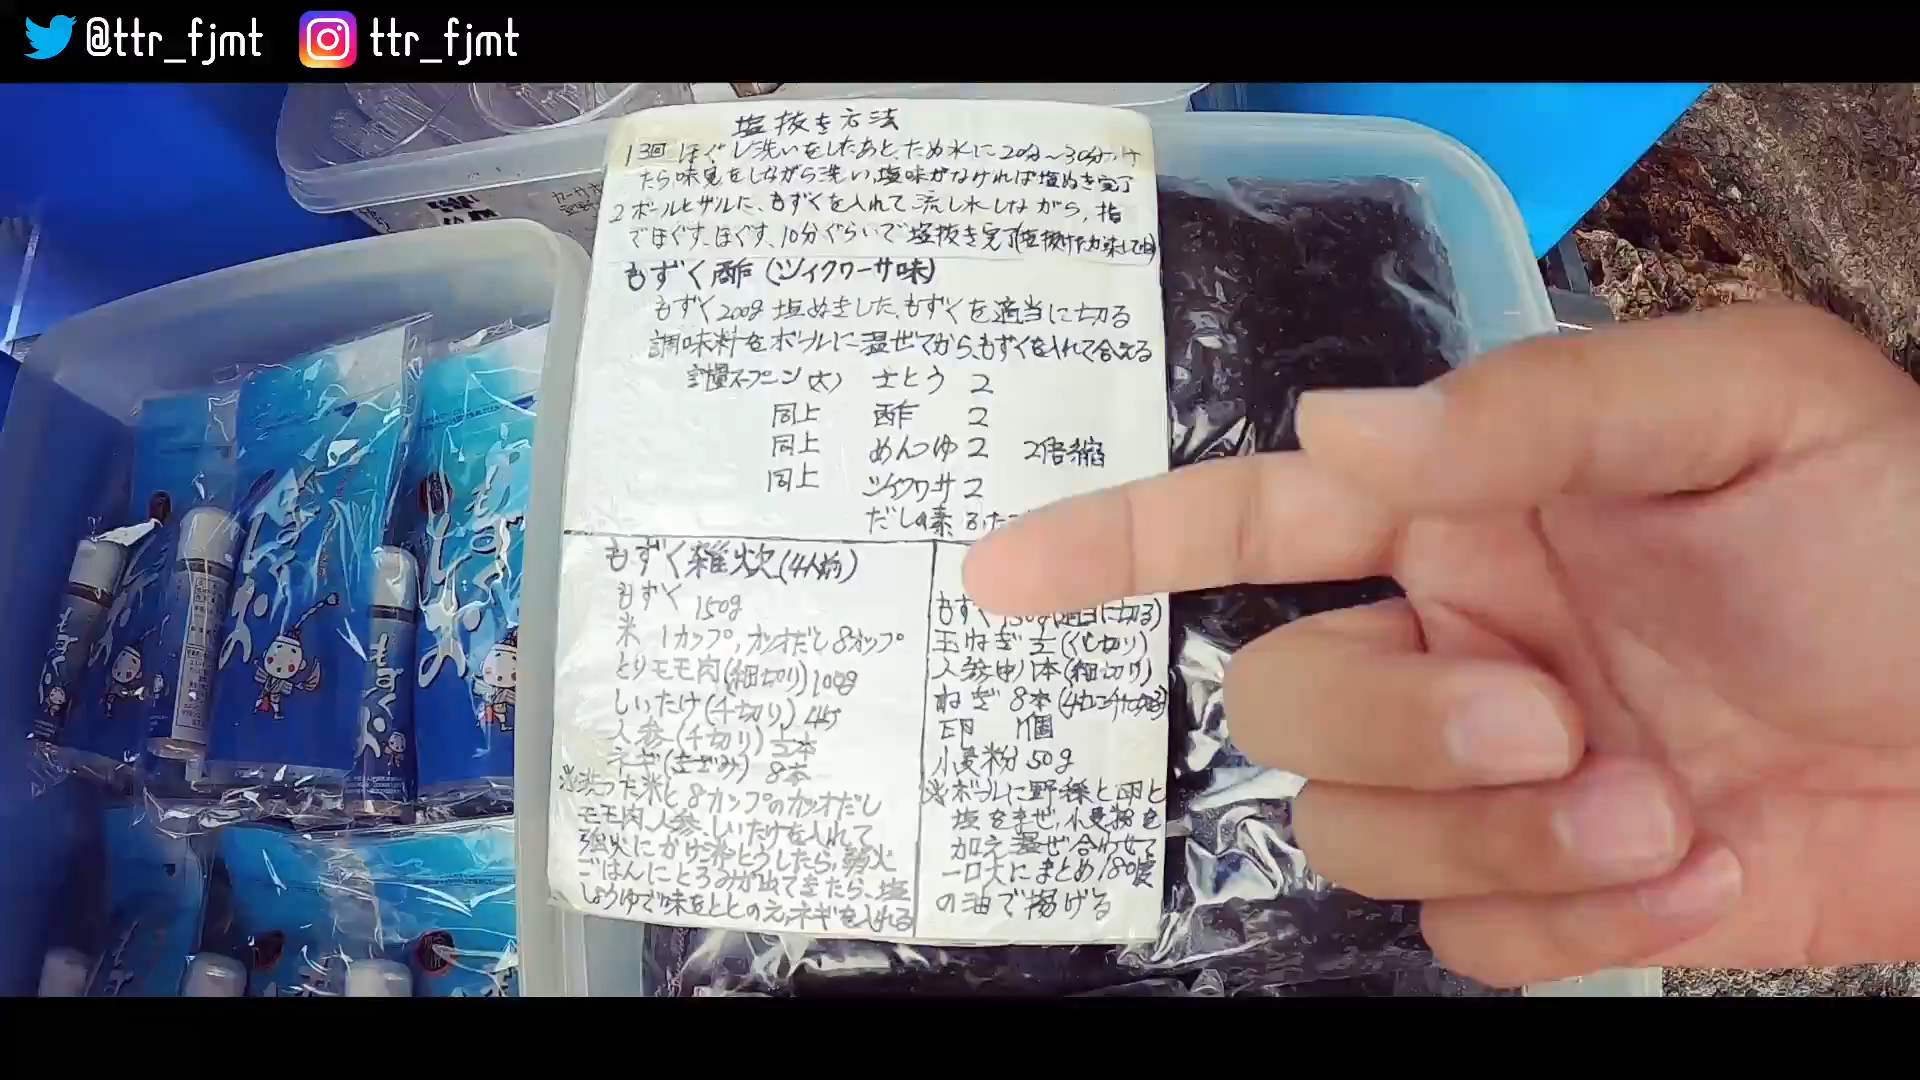 @ttr_fjmt ttr_fjmt
塩抜き方法
1 3回ほぐし洗いをしたあと、ため水に20分〜30分つけ
たら味見をしながら洗い、塩味がなければ塩ぬき完了
2 ボールとザルに、もずくを入れて流し水しながら、指
でほぐす、ほぐす、10分ぐらいで塩抜き完了
もずく酢(シイクワーサ味)
もずく200g 塩ぬきした、もずくを適当に切る
調味料をボールに混ぜてから、もずくを入れて合える
計量スープーン(大) さとう 2
同上 酢 2
同上 めんつゆ 2 2倍縮
同上 シイクワサ 2
だしの素
もずく雑炊(4人前)
もずく 150g
米 1カップ,カツオだし8カップ
とりモモ肉(細切り)100g
しいたけ(千切り)4コ
人参(千切り)
ネギ(きざみ) 8本
※洗った米と8カップのカツオだし
モモ肉、人参、しいたけを入れて
強火にかけ沸とうしたら、弱火
ごはんにとろみが出てきたら、塩
しょうゆで味をととのえ、ネギを入れる
もずく
(適当に切る)
玉ねぎ
人参中 1本(細切り)
ねぎ 8本
卵 1個
小麦粉 50g
※ボールに野菜と卵と
塩をまぜ、小麦粉を
加え混ぜ合わせて
一口大にまとめ180度
の油で揚げる